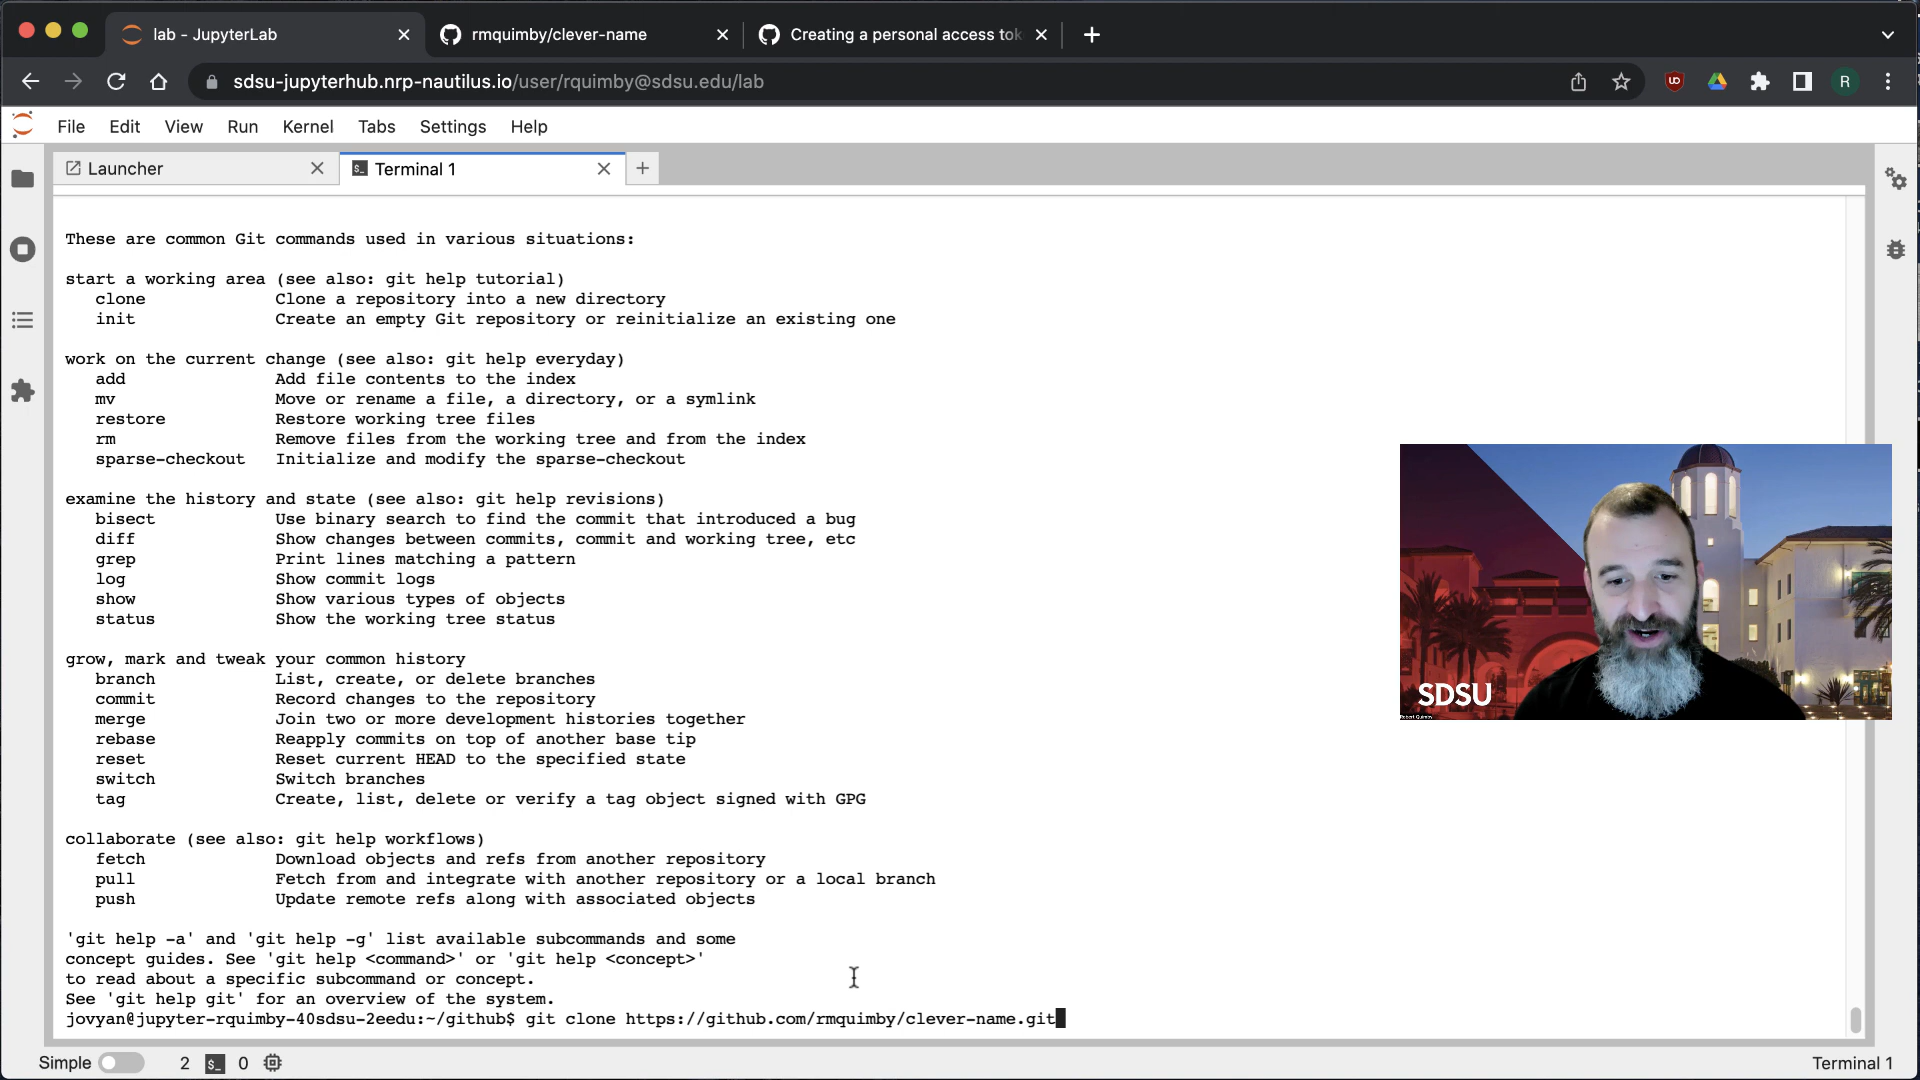 lab - JupyterLab
rmquimby/clever-name
Creating a personal access tok
sdsu-jupyterhub.nrp-nautilus.io/user/rquimby@sdsu.edu/lab
R
File Edit View Run Kernel Tabs Settings Help
Launcher
Terminal 1
These are common Git commands used in various situations:
start a working area (see also: git help tutorial)
clone Clone a repository into a new directory
init Create an empty Git repository or reinitialize an existing one
work on the current change (see also: git help everyday)
add Add file contents to the index
mv Move or rename a file, a directory, or a symlink
restore Restore working tree files
rm Remove files from the working tree and from the index
sparse-checkout Initialize and modify the sparse-checkout
examine the history and state (see also: git help revisions)
bisect Use binary search to find the commit that introduced a bug
diff Show changes between commits, commit and working tree, etc
grep Print lines matching a pattern
log Show commit logs
show Show various types of objects
status Show the working tree status
grow, mark and tweak your common history
branch List, create, or delete branches
commit Record changes to the repository
merge Join two or more development histories together
rebase Reapply commits on top of another base tip
reset Reset current HEAD to the specified state
switch Switch branches
tag Create, list, delete or verify a tag object signed with GPG
collaborate (see also: git help workflows)
fetch Download objects and refs from another repository
pull Fetch from and integrate with another repository or a local branch
push Update remote refs along with associated objects
'git help -a' and 'git help -g' list available subcommands and some
concept guides. See 'git help <command>' or 'git help <concept>'
to read about a specific subcommand or concept.
See 'git help git' for an overview of the system.
jovyan@jupyter-rquimby-40sdsu-2eedu:~/github$ git clone https://github.com/rmquimby/clever-name.git
SDSU
Robert Quimby
Simple 2 $_ 0
Terminal 1